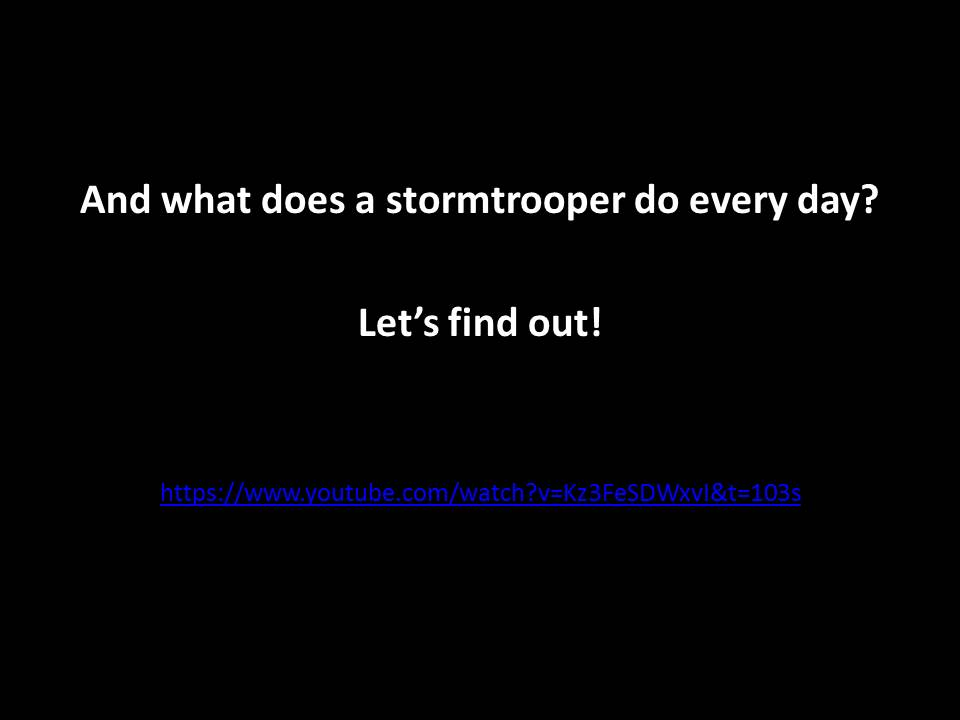 And what does a stormtrooper do every day?
Let’s find out!
https://www.youtube.com/watch?v=Kz3FeSDWxvI&t=103s